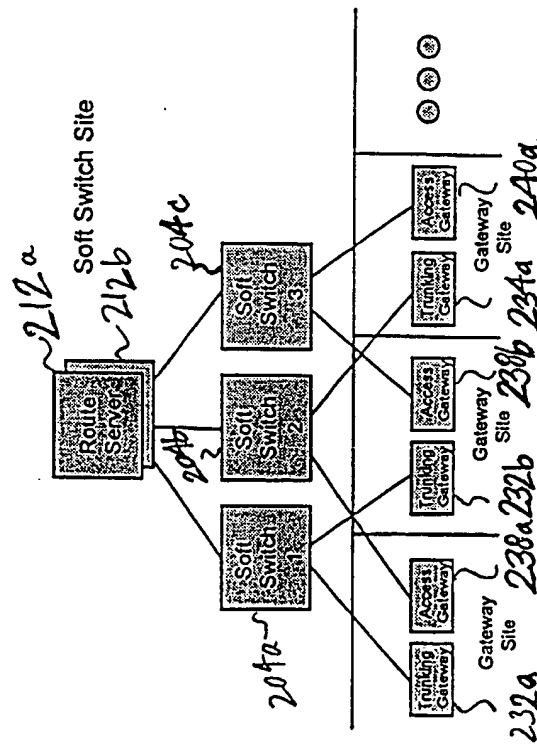 212a
Soft Switch Site
212b
Route
Servers
204c
204b
204a
Soft
Switch
1
Soft
Switch
2
Soft
Switch
3
Trunking
Gateway
Access
Gateway
Trunking
Gateway
Access
Gateway
Trunking
Gateway
Access
Gateway
Gateway
Site
Gateway
Site
Gateway
Site
232a
238a
232b
238b
234a
240a